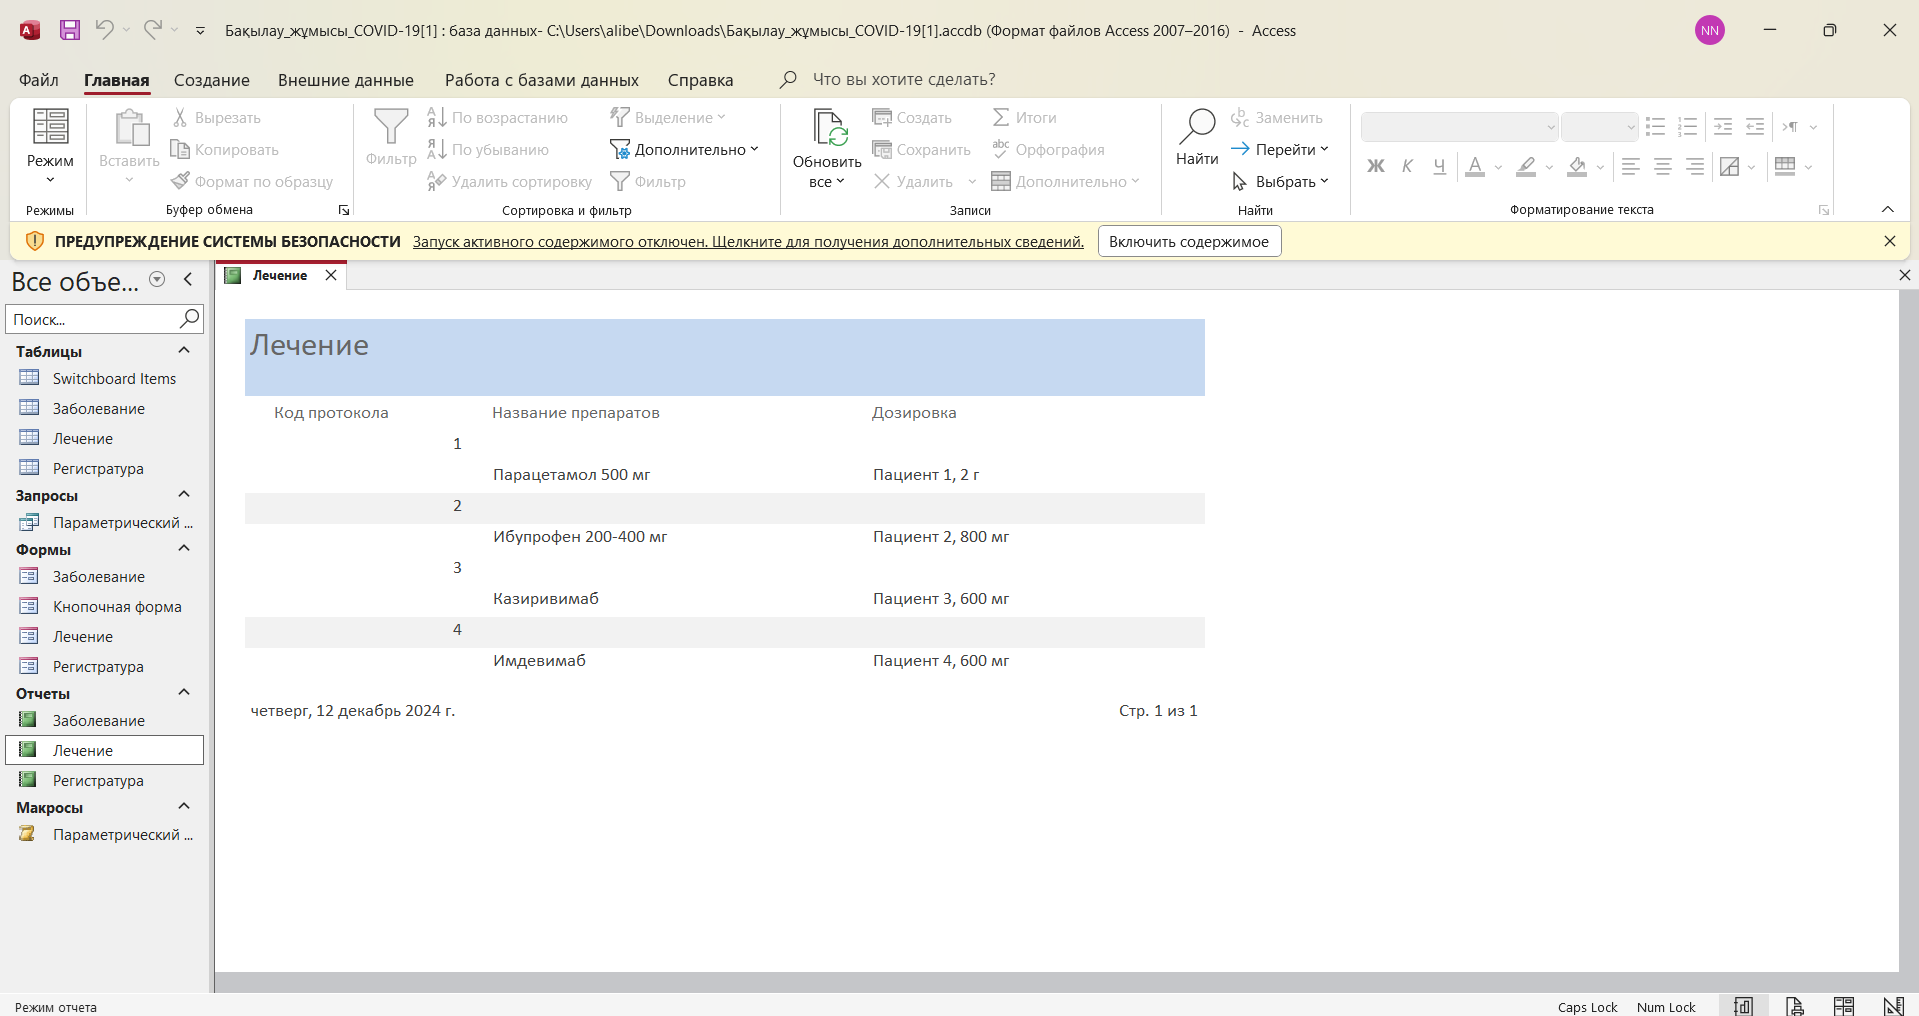 Бақылау_жұмысы_COVID-19[1] : база данных- C:\Users\alibe\Downloads\Бақылау_жұмысы_COVID-19[1].accdb (Формат файлов Access 2007–2016) - Access
NN
Файл Главная Создание Внешние данные Работа с базами данных Справка Что вы хотите сделать?
Режим
Режимы
Вставить
Вырезать
Копировать
Формат по образцу
Буфер обмена
Фильтр
По возрастанию
По убыванию
Удалить сортировку
Выделение
Дополнительно
Фильтр
Сортировка и фильтр
Обновить
все
Создать
Сохранить
Удалить
Итоги
Орфография
Дополнительно
Записи
Найти
Заменить
Перейти
Выбрать
Найти
Ж К Ч А
Форматирование текста
ПРЕДУПРЕЖДЕНИЕ СИСТЕМЫ БЕЗОПАСНОСТИ Запуск активного содержимого отключен. Щелкните для получения дополнительных сведений. Включить содержимое
Все объе...
Поиск...
Таблицы
Switchboard Items
Заболевание
Лечение
Регистратура
Запросы
Параметрический ...
Формы
Заболевание
Кнопочная форма
Лечение
Регистратура
Отчеты
Заболевание
Лечение
Регистратура
Макросы
Параметрический ...
Лечение
Лечение
Код протокола Название препаратов Дозировка
1
Парацетамол 500 мг Пациент 1, 2 г
2
Ибупрофен 200-400 мг Пациент 2, 800 мг
3
Казиривимаб Пациент 3, 600 мг
4
Имдевимаб Пациент 4, 600 мг
четверг, 12 декабрь 2024 г. Стр. 1 из 1
Режим отчета Caps Lock Num Lock